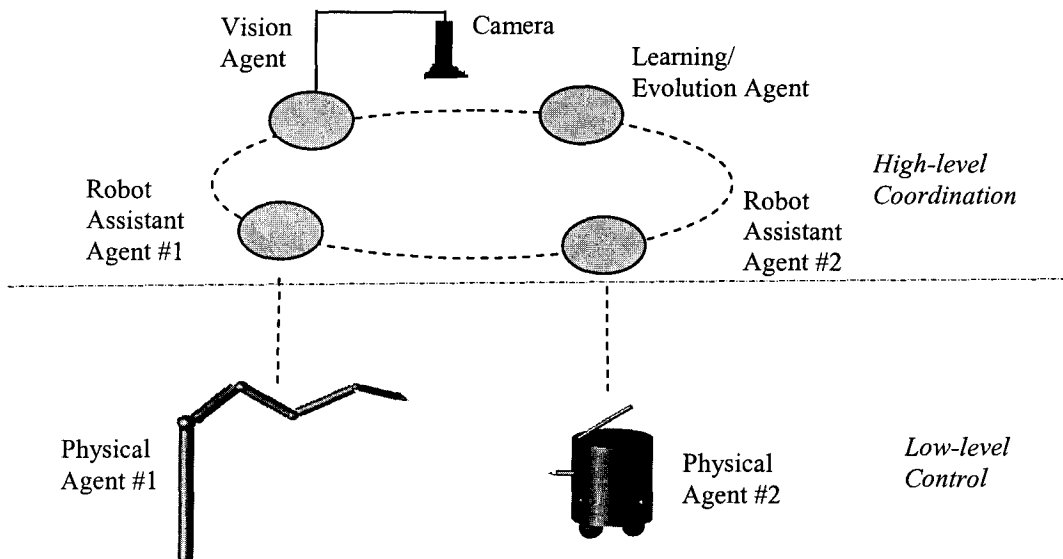 Vision
Agent
Camera
Learning/
Evolution Agent
High-level
Coordination
Robot
Assistant
Agent #1
Robot
Assistant
Agent #2
Physical
Agent #1
Physical
Agent #2
Low-level
Control